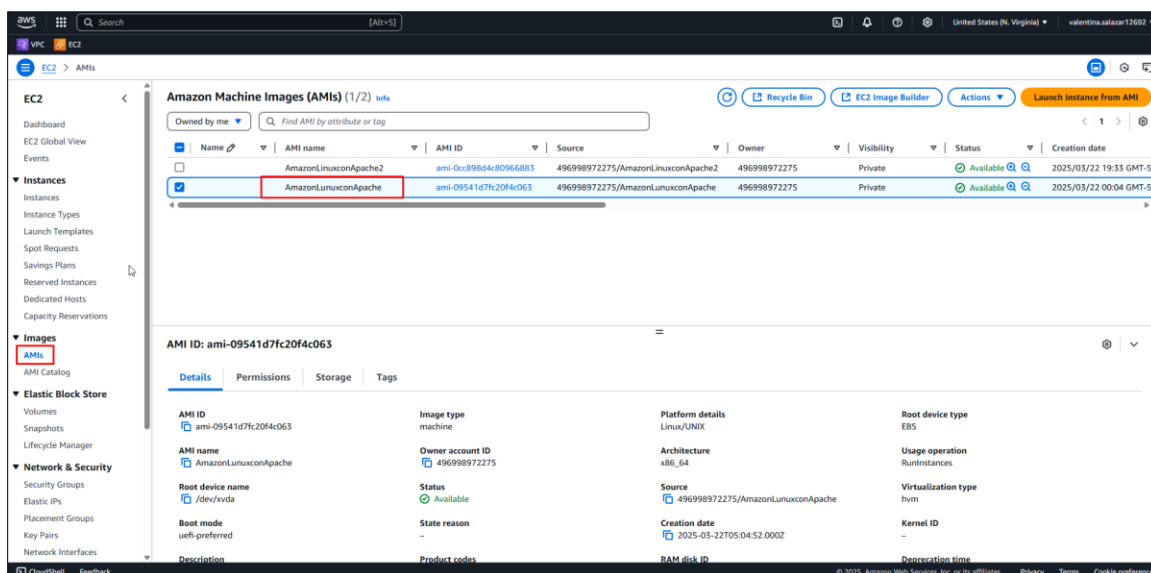 aws Search [Alt+S] United States (N. Virginia) ▼ valentina.salazar12692
VPC EC2
EC2 > AMIs
EC2
Dashboard
EC2 Global View
Events
Instances
Instances
Instance Types
Launch Templates
Spot Requests
Savings Plans
Reserved Instances
Dedicated Hosts
Capacity Reservations
Images
AMIs
AMI Catalog
Elastic Block Store
Volumes
Snapshots
Lifecycle Manager
Network & Security
Security Groups
Elastic IPs
Placement Groups
Key Pairs
Network Interfaces
Amazon Machine Images (AMIs) (1/2) Info
Recycle Bin EC2 Image Builder Actions ▼ Launch instance from AMI
Owned by me ▼ Find AMI by attribute or tag < 1 >
Name AMI name AMI ID Source Owner Visibility Status Creation date
AmazonLinuxconApache2 ami-0cc898d4c80966883 496998972275/AmazonLinuxconApache2 496998972275 Private Available 2025/03/22 19:33 GMT-5
AmazonLunuxconApache ami-09541d7fc20f4c063 496998972275/AmazonLunuxconApache 496998972275 Private Available 2025/03/22 00:04 GMT-5
AMI ID: ami-09541d7fc20f4c063
Details Permissions Storage Tags
AMI ID Image type Platform details Root device type
ami-09541d7fc20f4c063 machine Linux/UNIX EBS
AMI name Owner account ID Architecture Usage operation
AmazonLunuxconApache 496998972275 x86_64 RunInstances
Root device name Status Source Virtualization type
/dev/xvda Available 496998972275/AmazonLunuxconApache hvm
Boot mode State reason Creation date Kernel ID
uefi-preferred – 2025-03-22T05:04:52.000Z –
Description Product codes RAM disk ID Deprecation time
CloudShell Feedback © 2025, Amazon Web Services, Inc. or its affiliates. Privacy Terms Cookie preferences